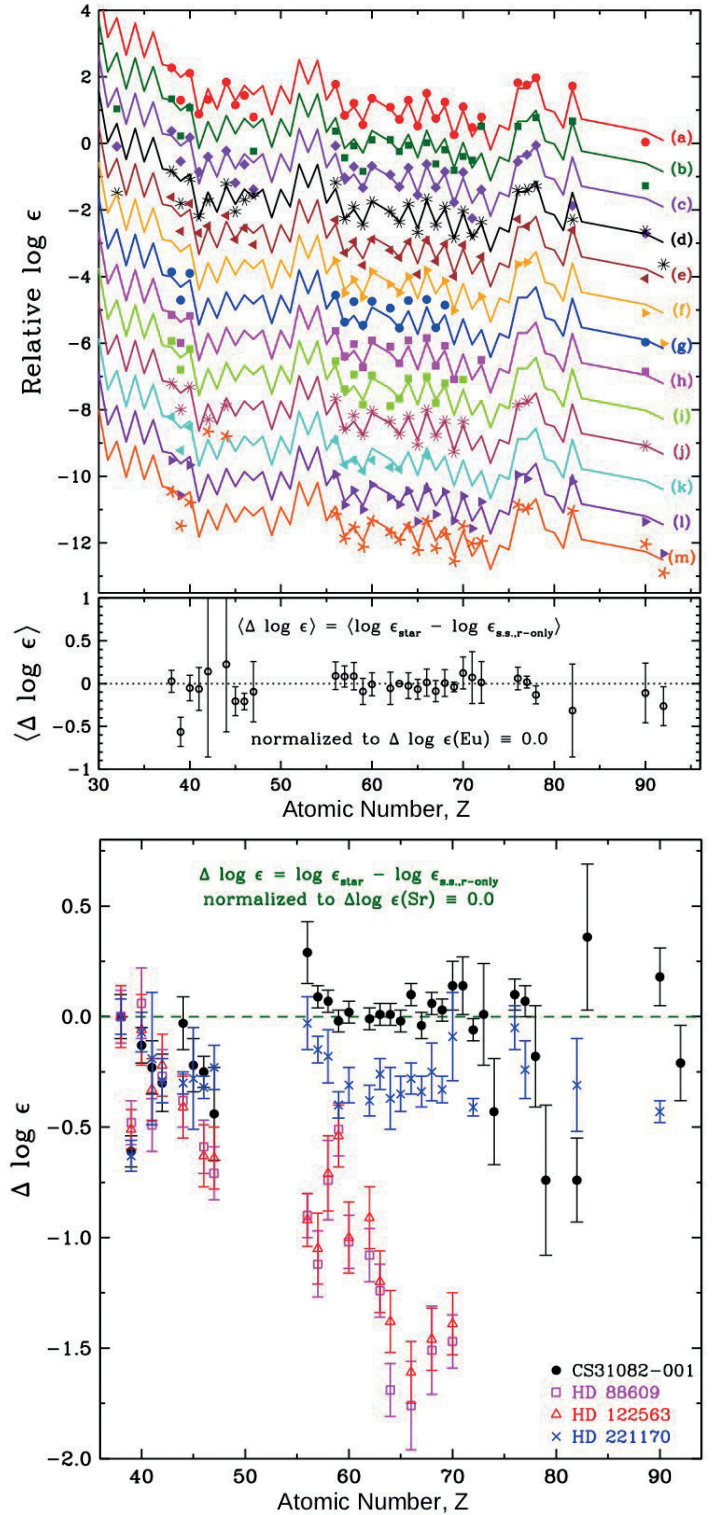 Relative log ϵ
4
2
0
−2
−4
−6
−8
−10
−12
(a)
(b)
(c)
(d)
(e)
(f)
(g)
(h)
(i)
(j)
(k)
(l)
(m)
⟨Δ log ϵ⟩
1
0.5
0
−0.5
−1
⟨Δ log ϵ⟩ = ⟨log ϵstar − log ϵs.s.,r−only⟩
normalized to Δ log ϵ(Eu) ≡ 0.0
30 40 50 60 70 80 90
Atomic Number, Z
Δ log ϵ
0.5
0.0
−0.5
−1.0
−1.5
−2.0
Δ log ϵ = log ϵstar − log ϵs.s.,r−only
normalized to Δlog ϵ(Sr) ≡ 0.0
CS31082−001
HD 88609
HD 122563
HD 221170
40 50 60 70 80 90
Atomic Number, Z